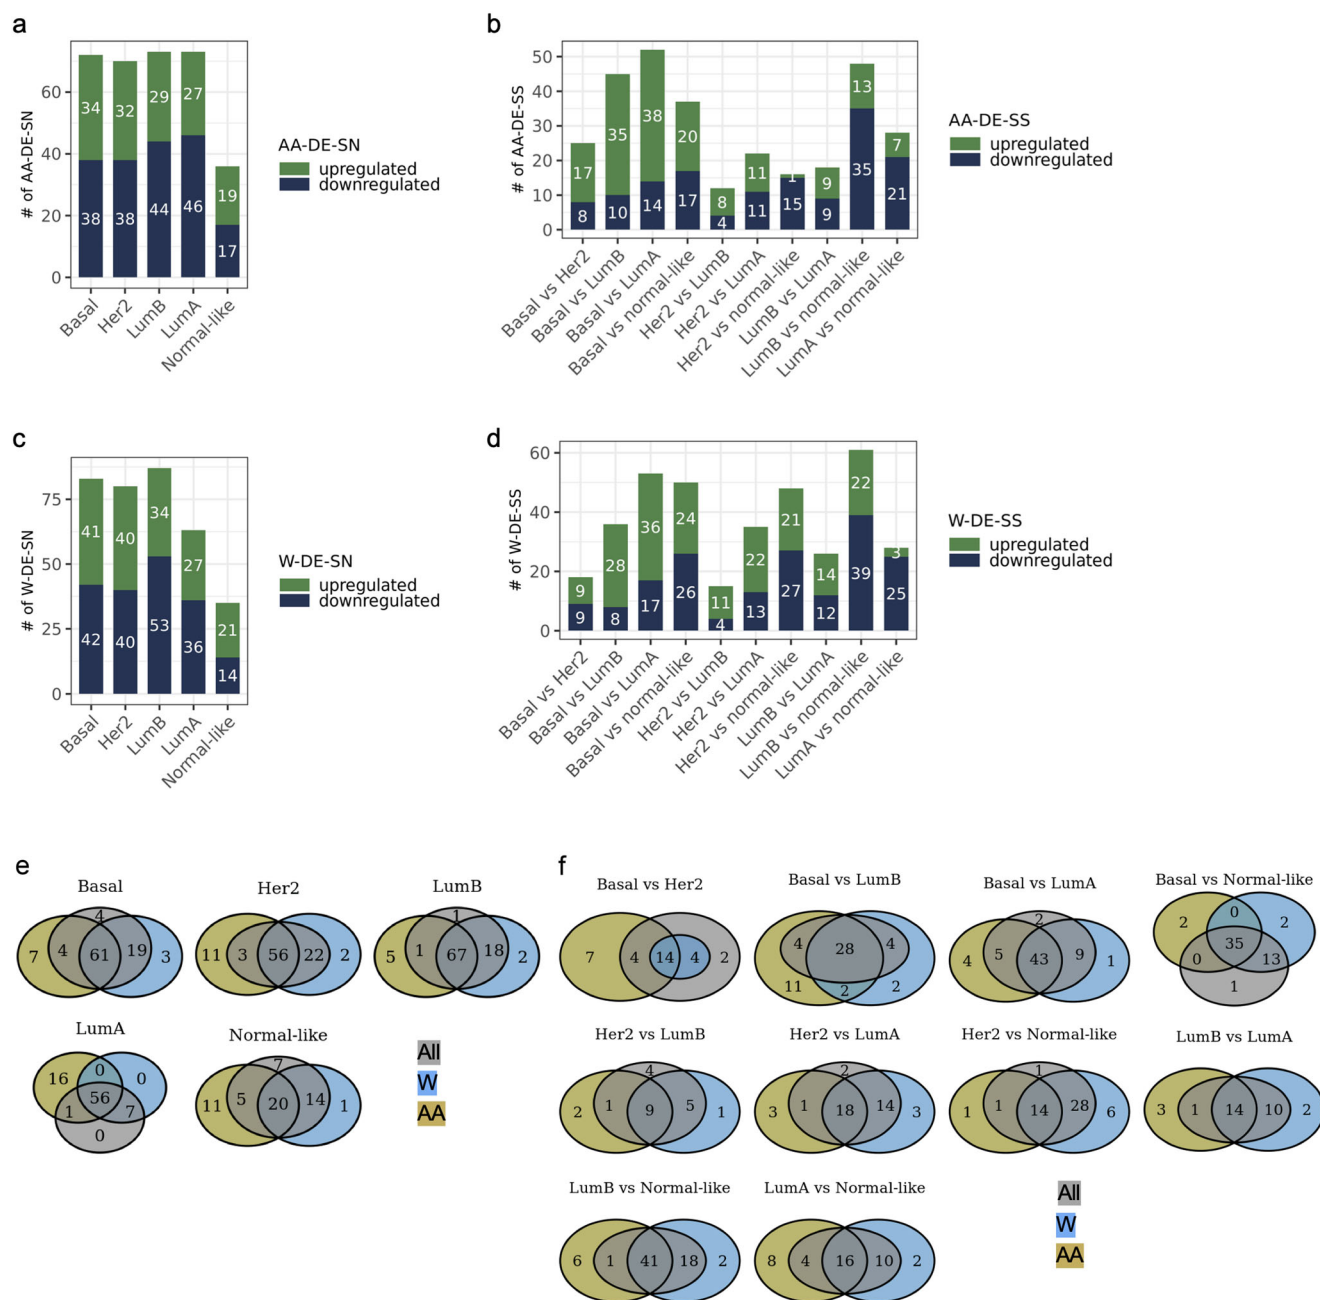 a
# of AA-DE-SN
60
40
20
0
34
32
29
27
19
38
38
44
46
17
Basal
Her2
LumB
LumA
Normal-like
AA-DE-SN
upregulated
downregulated
b
# of AA-DE-SS
50
40
30
20
10
0
17
35
38
20
8
11
1
9
13
7
8
10
14
17
4
11
15
9
35
21
Basal vs Her2
Basal vs LumB
Basal vs LumA
Basal vs normal-like
Her2 vs LumB
Her2 vs LumA
Her2 vs normal-like
LumB vs LumA
LumB vs normal-like
LumA vs normal-like
AA-DE-SS
upregulated
downregulated
c
# of W-DE-SN
75
50
25
0
41
40
34
27
21
42
40
53
36
14
Basal
Her2
LumB
LumA
Normal-like
W-DE-SN
upregulated
downregulated
d
# of W-DE-SS
60
40
20
0
9
28
36
24
11
22
21
14
22
3
9
8
17
26
4
13
27
12
39
25
Basal vs Her2
Basal vs LumB
Basal vs LumA
Basal vs normal-like
Her2 vs LumB
Her2 vs LumA
Her2 vs normal-like
LumB vs LumA
LumB vs normal-like
LumA vs normal-like
W-DE-SS
upregulated
downregulated
e
Basal
4
7 4 61 19 3
Her2
11 3 56 22 2
LumB
1
5 1 67 18 2
LumA
16 0 0
56
1 7
0
Normal-like
7
11 5 20 14 1
All
W
AA
f
Basal vs Her2
7 4 14 4 2
Basal vs LumB
4 28 4
11 2 2
Basal vs LumA
2
4 5 43 9 1
Basal vs Normal-like
2 0 2
35
0 13
1
Her2 vs LumB
4
2 1 9 5 1
Her2 vs LumA
2
3 1 18 14 3
Her2 vs Normal-like
1
1 1 14 28 6
LumB vs LumA
3 1 14 10 2
LumB vs Normal-like
6 1 41 18 2
LumA vs Normal-like
8 4 16 10 2
All
W
AA